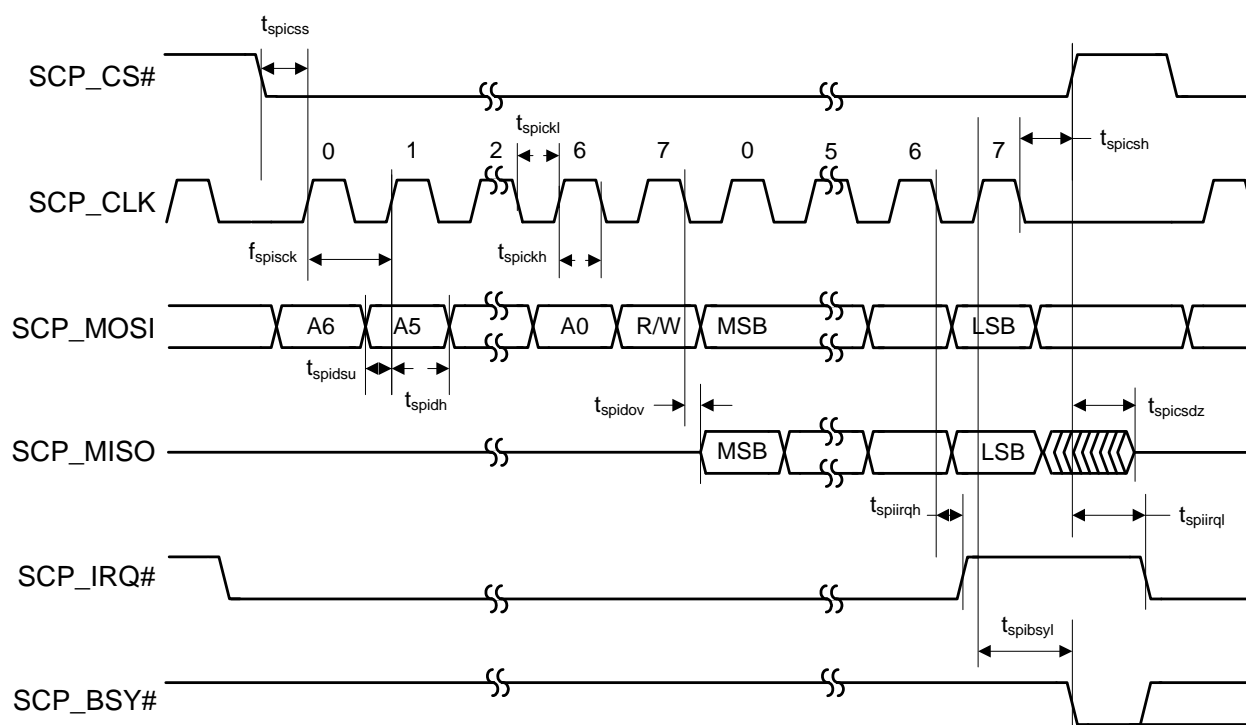 tspicss
SCP_CS#
tspickl
0 1 2 6 7 0 5 6 7
tspicsh
SCP_CLK
fspisck
tspickh
SCP_MOSI
A6 A5 A0 R/W MSB LSB
tspidsu
tspidh
tspidov
tspicsdz
SCP_MISO
MSB LSB
tspiirqh
tspiirql
SCP_IRQ#
tspibsyl
SCP_BSY#